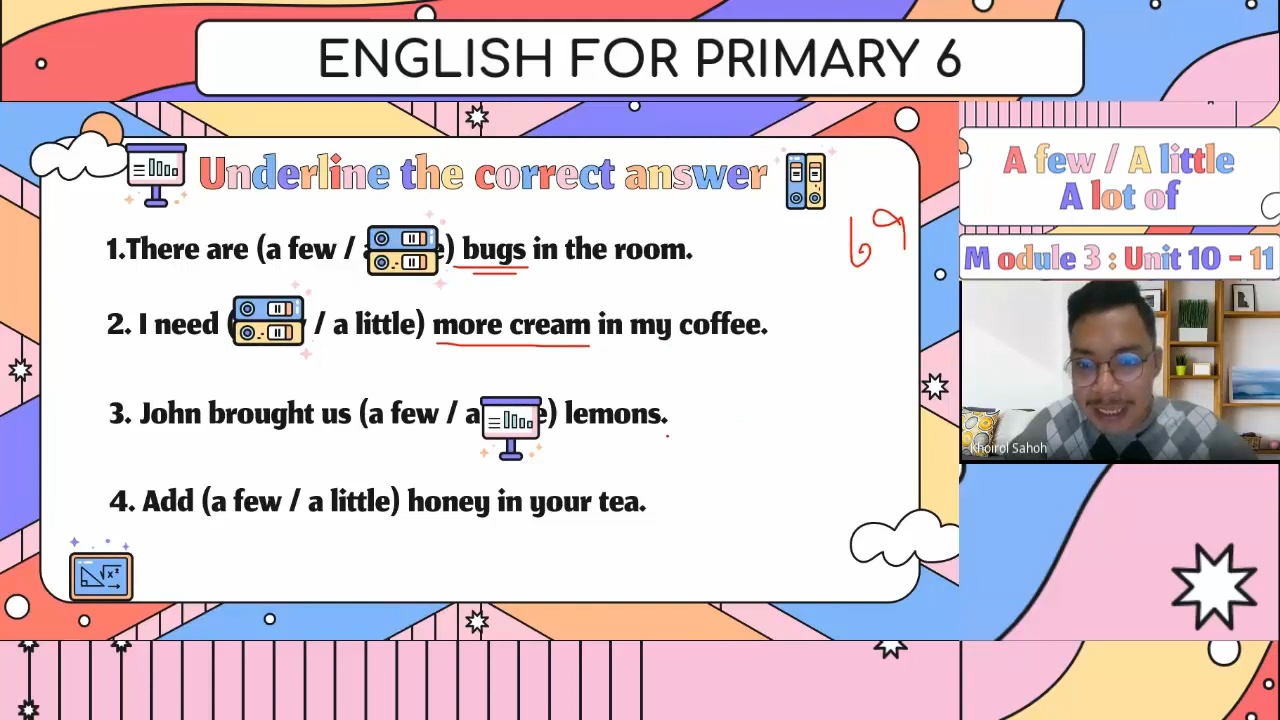 ENGLISH FOR PRIMARY 6
Underline the correct answer
1.There are (a few / a e) bugs in the room.
2. I need ( / a little) more cream in my coffee.
3. John brought us (a few / a e) lemons.
4. Add (a few / a little) honey in your tea.
A few / A little
A lot of
Module 3 : Unit 10 - 11
Khoirol Sahoh